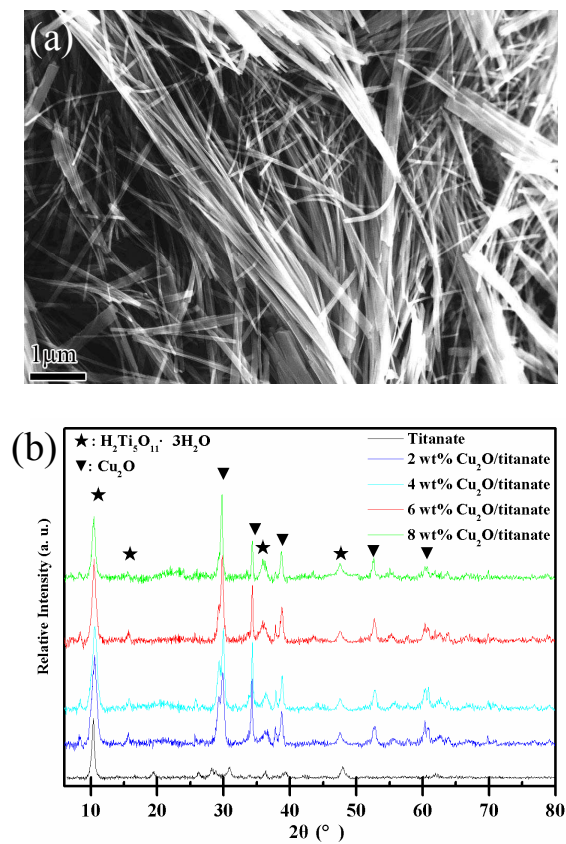 (a)
1μm
(b)
★: H₂Ti₅O₁₁· 3H₂O
▼: Cu₂O
Titanate
2 wt% Cu₂O/titanate
4 wt% Cu₂O/titanate
6 wt% Cu₂O/titanate
8 wt% Cu₂O/titanate
Relative Intensity (a. u.)
10 20 30 40 50 60 70 80
2θ (°)